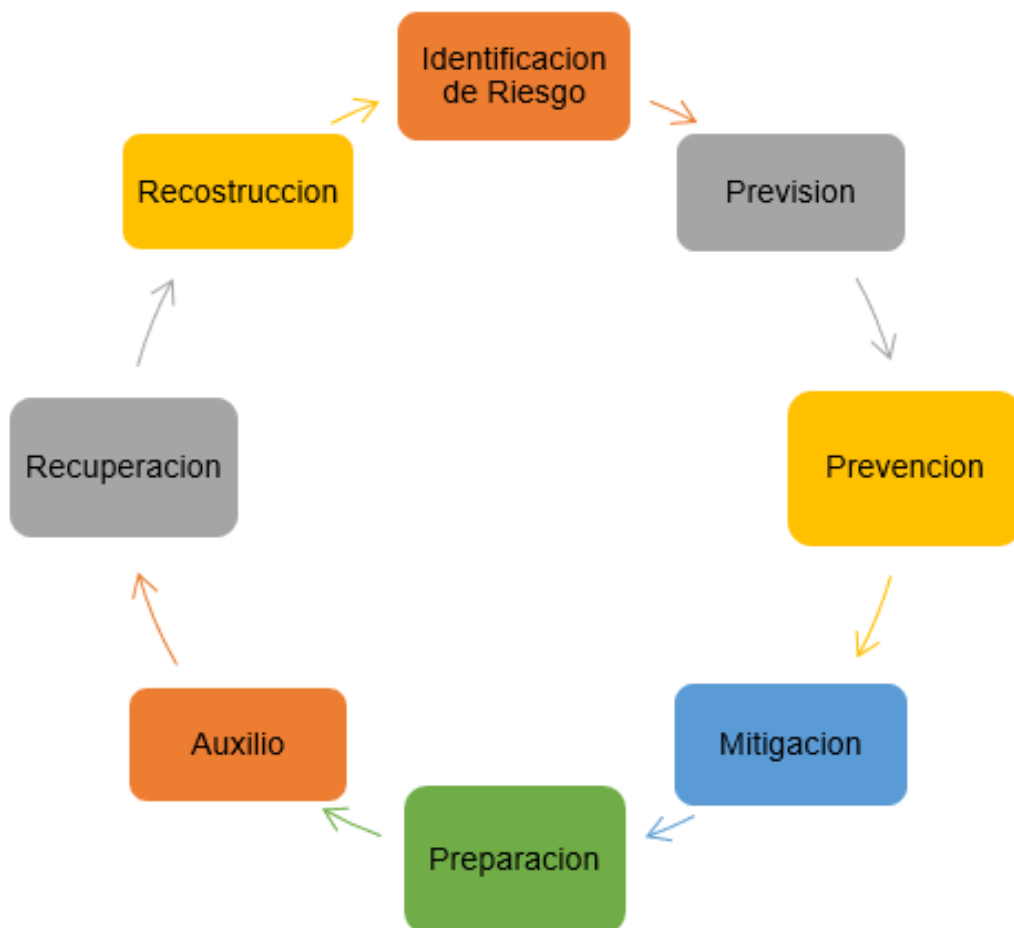 Identificacion
de Riesgo
Prevision
Prevencion
Mitigacion
Preparacion
Auxilio
Recuperacion
Recostruccion